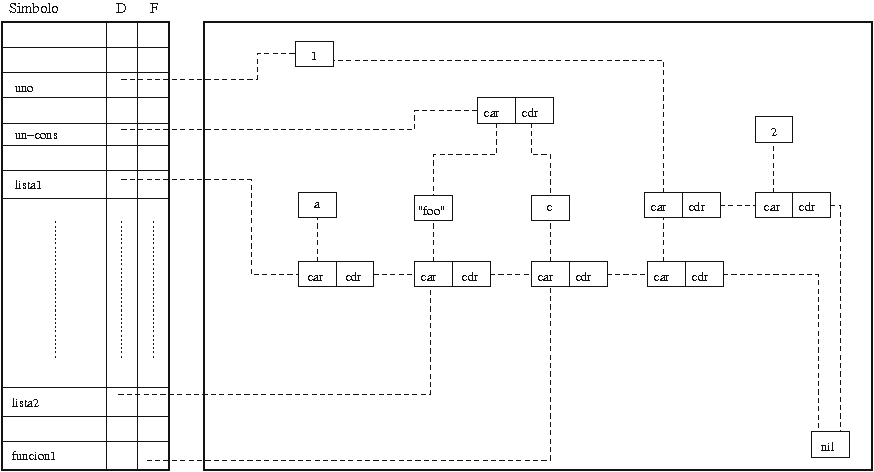 Simbolo D F
1
uno
car cdr
un-cons
2
lista1
a
"foo"
c
car cdr car cdr
car cdr car cdr car cdr car cdr
lista2
nil
funcion1